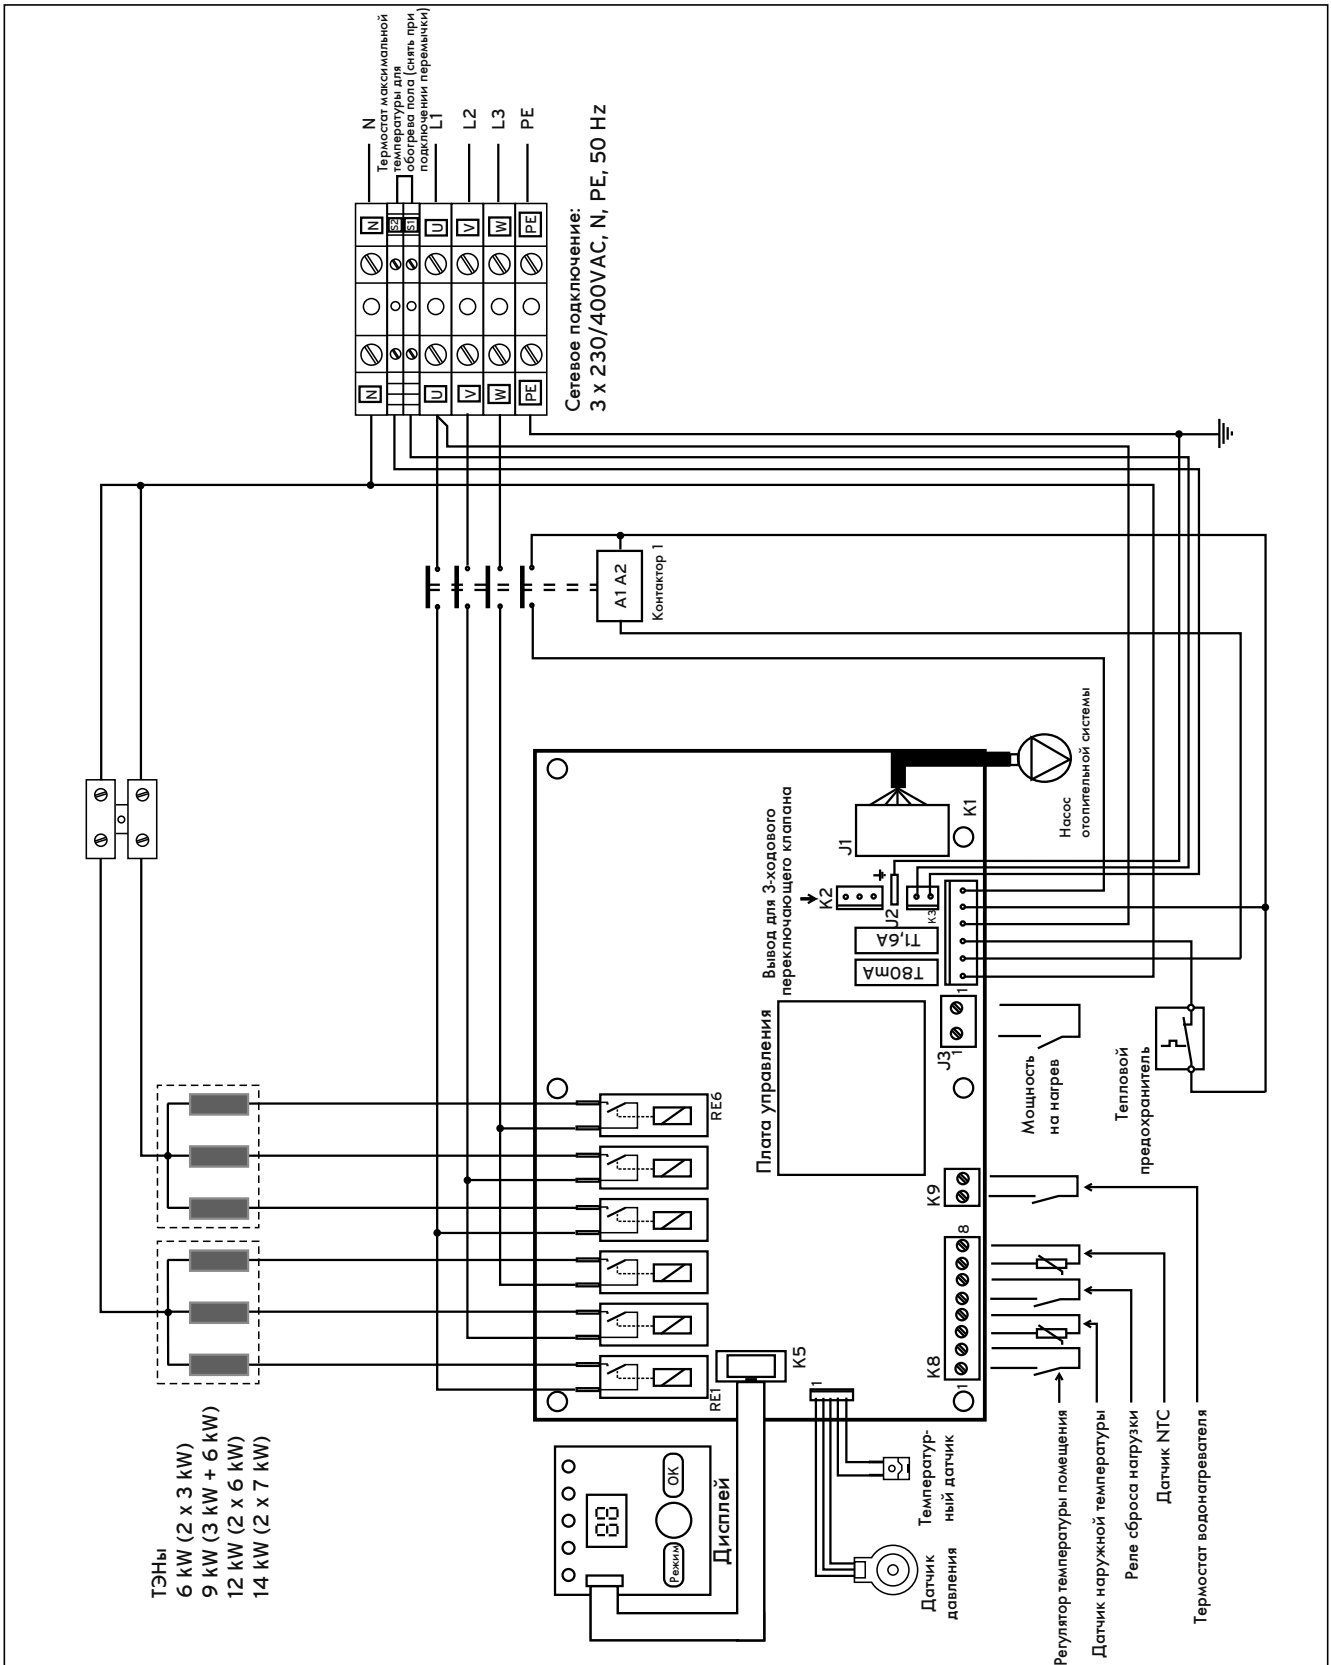 N
Термостат максимальной
температуры для
обогрева пола (снять при
подключении перемычки)
L1
L2
L3
PE
N
S2
S1
U
V
W
PE
N
U
V
W
PE
Сетевое подключение:
3 x 230/400VAC, N, PE, 50 Hz
A1 A2
Контактор 1
Насос
отопительной системы
K1
J1
Вывод для 3-ходового
переключающего клапана
K2
J2
K3
T1,6A
T80mA
1
Плата управления
J3
1
Мощность
на нагрев
Тепловой
предохранитель
RE6
RE1
K9
8
K8
1
K5
1
ТЭНы
6 kW (2 x 3 kW)
9 kW (3 kW + 6 kW)
12 kW (2 x 6 kW)
14 kW (2 x 7 kW)
88
OK
Режим
Дисплей
Температур-
ный датчик
Датчик
давления
Регулятор температуры помещения
Датчик наружной температуры
Реле сброса нагрузки
Датчик NTC
Термостат водонагревателя